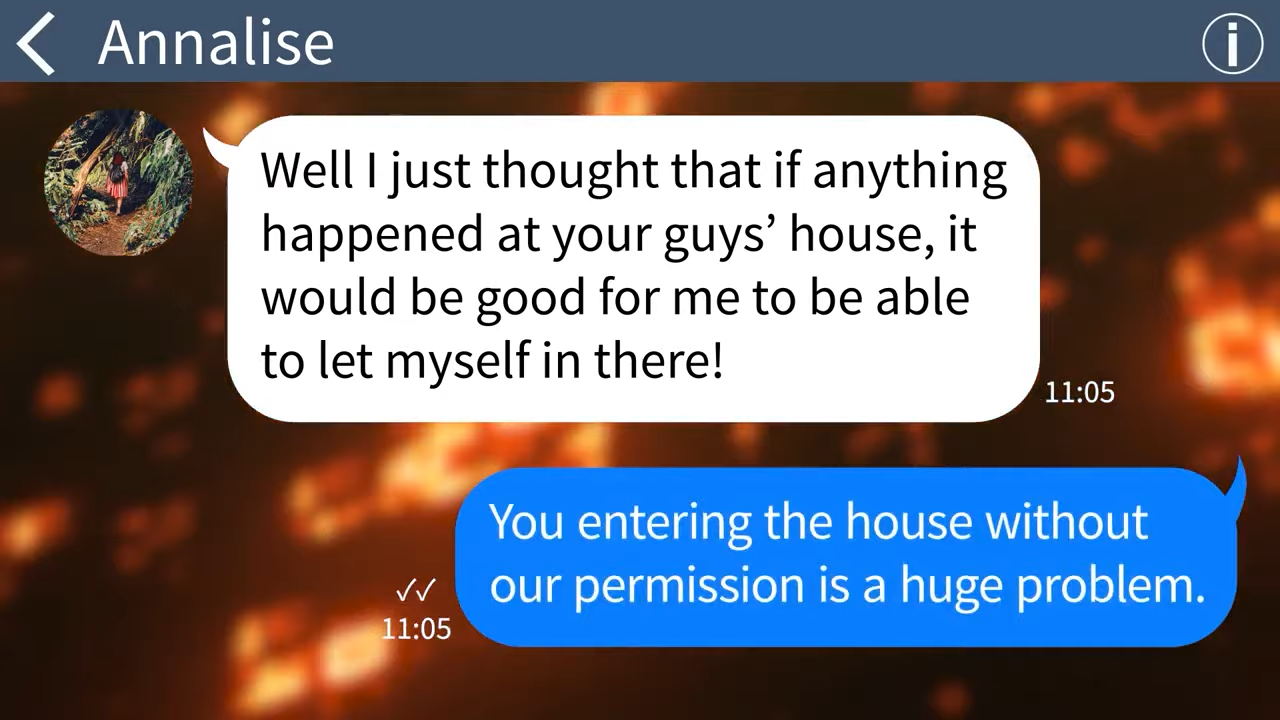 Annalise
Well I just thought that if anything
happened at your guys’ house, it
would be good for me to be able
to let myself in there!
11:05
You entering the house without
our permission is a huge problem.
✓✓
11:05